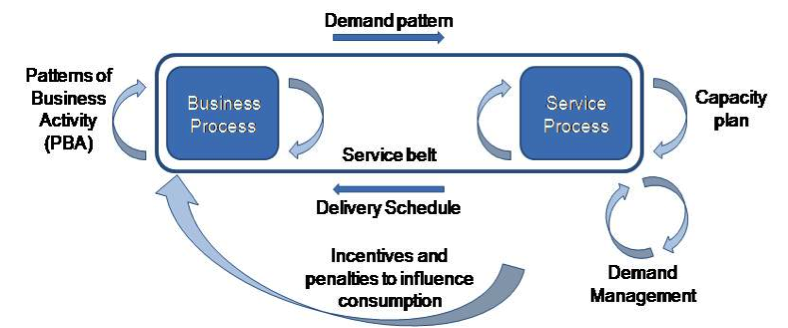 Demand pattern
Patterns of
Business
Activity
(PBA)
Business
Process
Service
Process
Capacity
plan
Service belt
Delivery Schedule
Incentives and
penalties to influence
consumption
Demand
Management